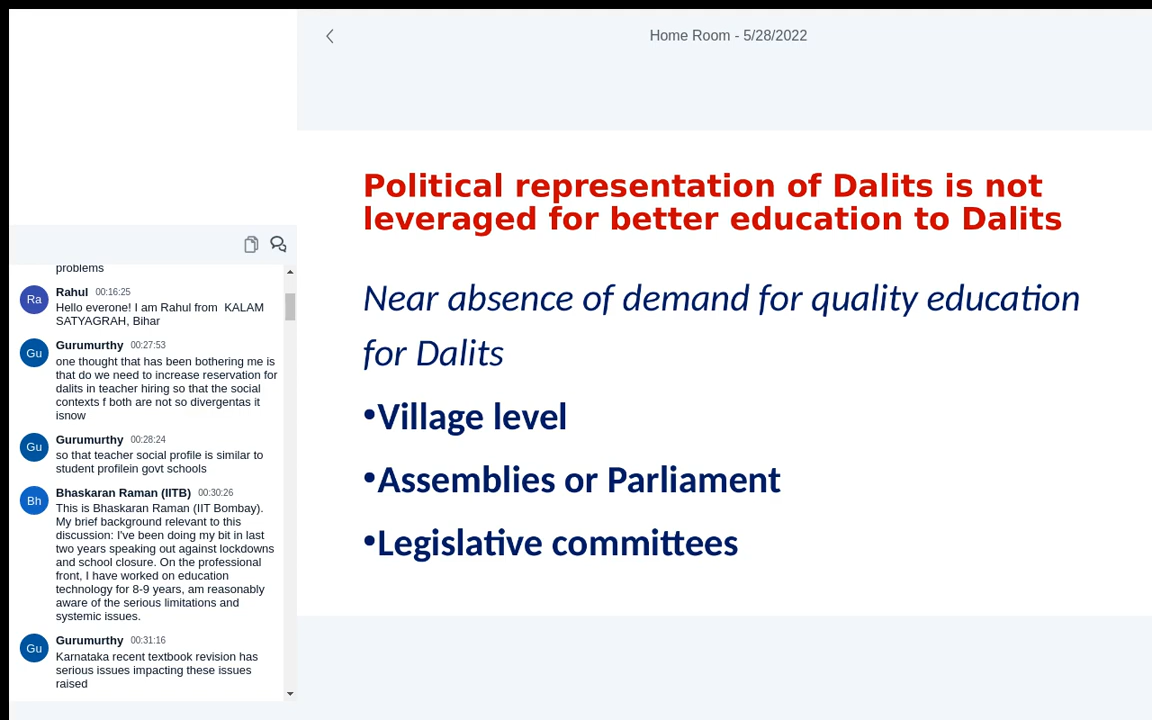 Home Room - 5/28/2022
problems
Ra
Rahul 00:16:25
Hello everone! I am Rahul from KALAM
SATYAGRAH, Bihar
Gu
Gurumurthy 00:27:53
one thought that has been bothering me is
that do we need to increase reservation for
dalits in teacher hiring so that the social
contexts f both are not so divergentas it
isnow
Gu
Gurumurthy 00:28:24
so that teacher social profile is similar to
student profilein govt schools
Bh
Bhaskaran Raman (IITB) 00:30:26
This is Bhaskaran Raman (IIT Bombay).
My brief background relevant to this
discussion: I've been doing my bit in last
two years speaking out against lockdowns
and school closure. On the professional
front, I have worked on education
technology for 8-9 years, am reasonably
aware of the serious limitations and
systemic issues.
Gu
Gurumurthy 00:31:16
Karnataka recent textbook revision has
serious issues impacting these issues
raised
Political representation of Dalits is not
leveraged for better education to Dalits
Near absence of demand for quality education
for Dalits
•Village level
•Assemblies or Parliament
•Legislative committees